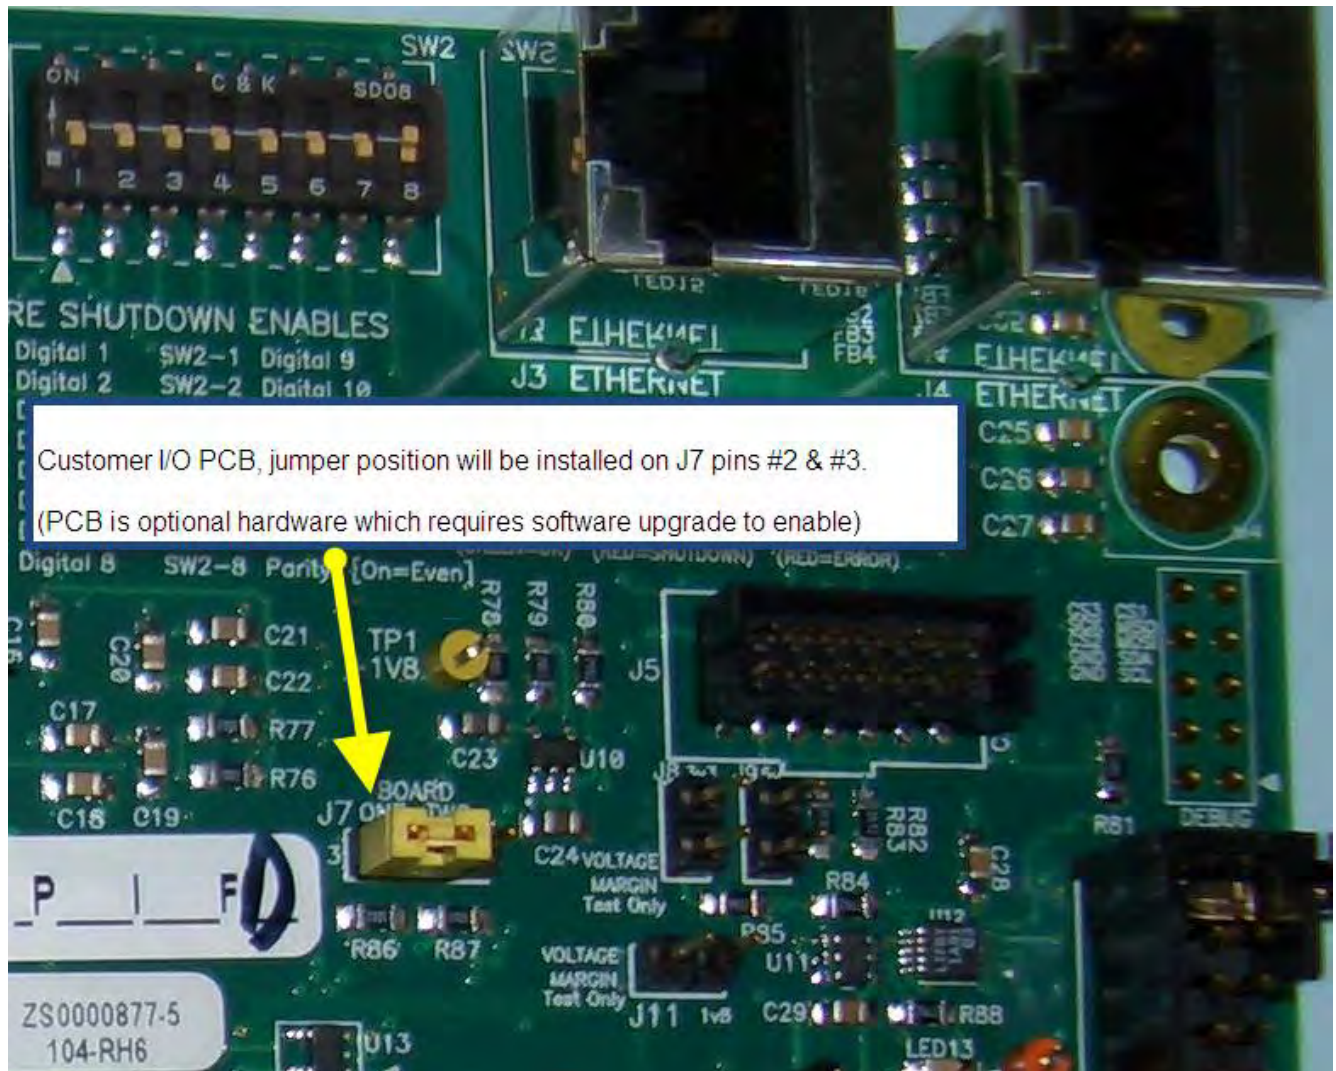 SW2
ON
C & K
SD08
1 2 3 4 5 6 7 8
RE SHUTDOWN ENABLES
Digital 1 SW2-1 Digital 9
Digital 2 SW2-2 Digital 10
J3 ETHERNET
FB4
J4
ETHERNET
C25
C26
C27
Customer I/O PCB, jumper position will be installed on J7 pins #2 & #3.
(PCB is optional hardware which requires software upgrade to enable)
(RED=SHUTDOWN) (RED=ERROR)
Digital 8 SW2-8 Parity [On=Even]
R78
R79
R80
C20
C21
C22
TP1
1V8
J5
C17
R77
R76
C23
U10
C18
C19
BOARD
J7
3
C24
VOLTAGE
MARGIN
Test Only
R83
R82
R84
C28
R81
DEBUG
R86
R87
R85
VOLTAGE
MARGIN
Test Only
J11 1v8
U11
U12
C29
R88
P I F
ZS0000877-5
104-RH6
U13
LED13